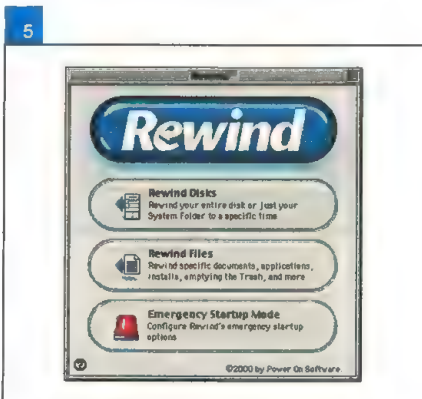 5
Rewind
Rewind Disks
Rewind your entire disk or just your
System Folder to a specific time
Rewind Files
Rewind specific documents, applications,
installs, emptying the Trash, and more
Emergency Startup Mode
Configure Rewind's emergency startup
options
©2000 by Power On Software